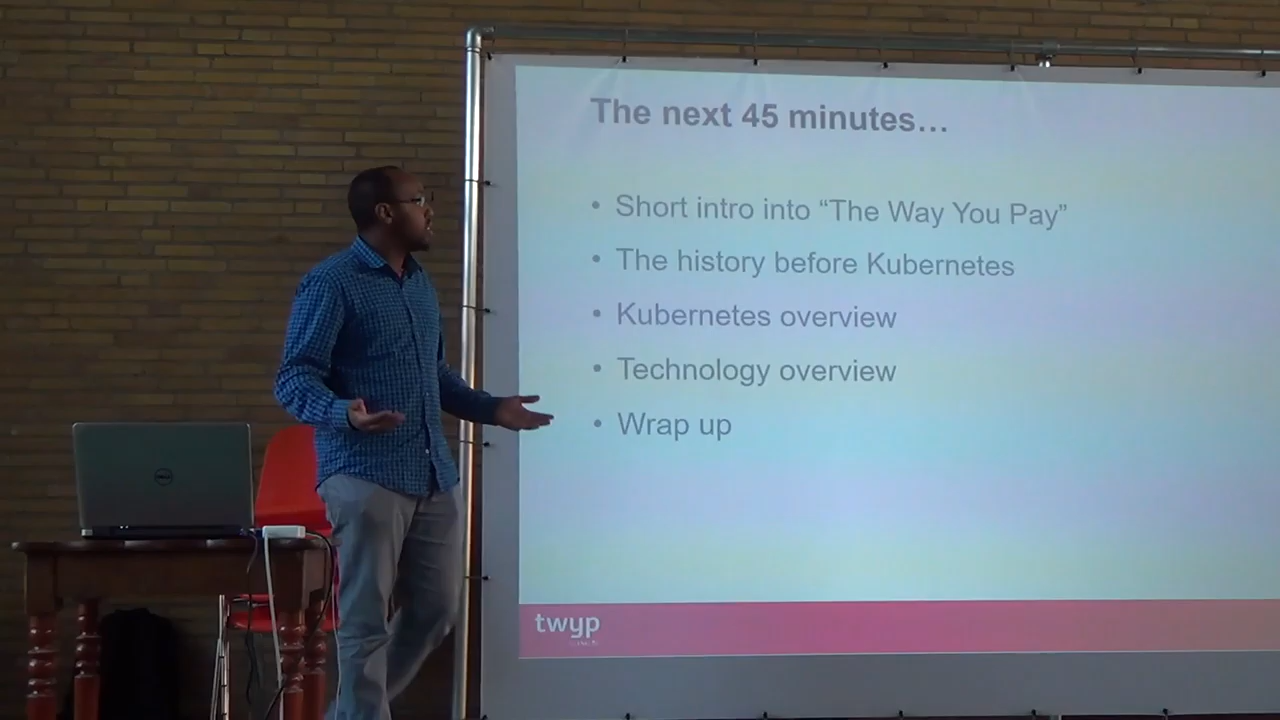 The next 45 minutes…
• Short intro into “The Way You Pay”
• The history before Kubernetes
• Kubernetes overview
• Technology overview
• Wrap up
twyp
DELL